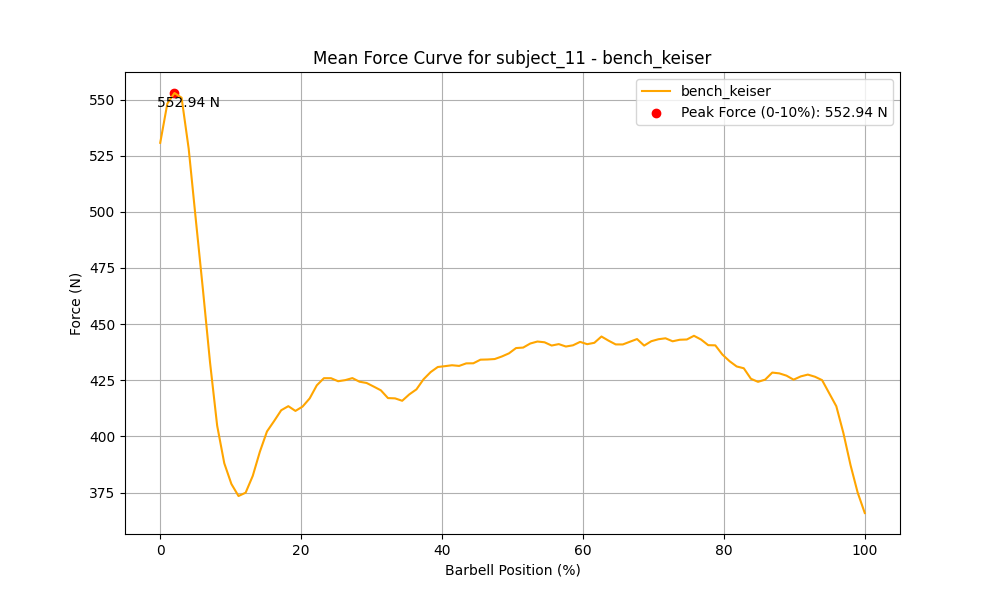 Mean Force Curve for subject_11 - bench_keiser
bench_keiser
Peak Force (0-10%): 552.94 N
552.94 N
550
525
500
475
450
425
400
375
Force (N)
0 20 40 60 80 100
Barbell Position (%)